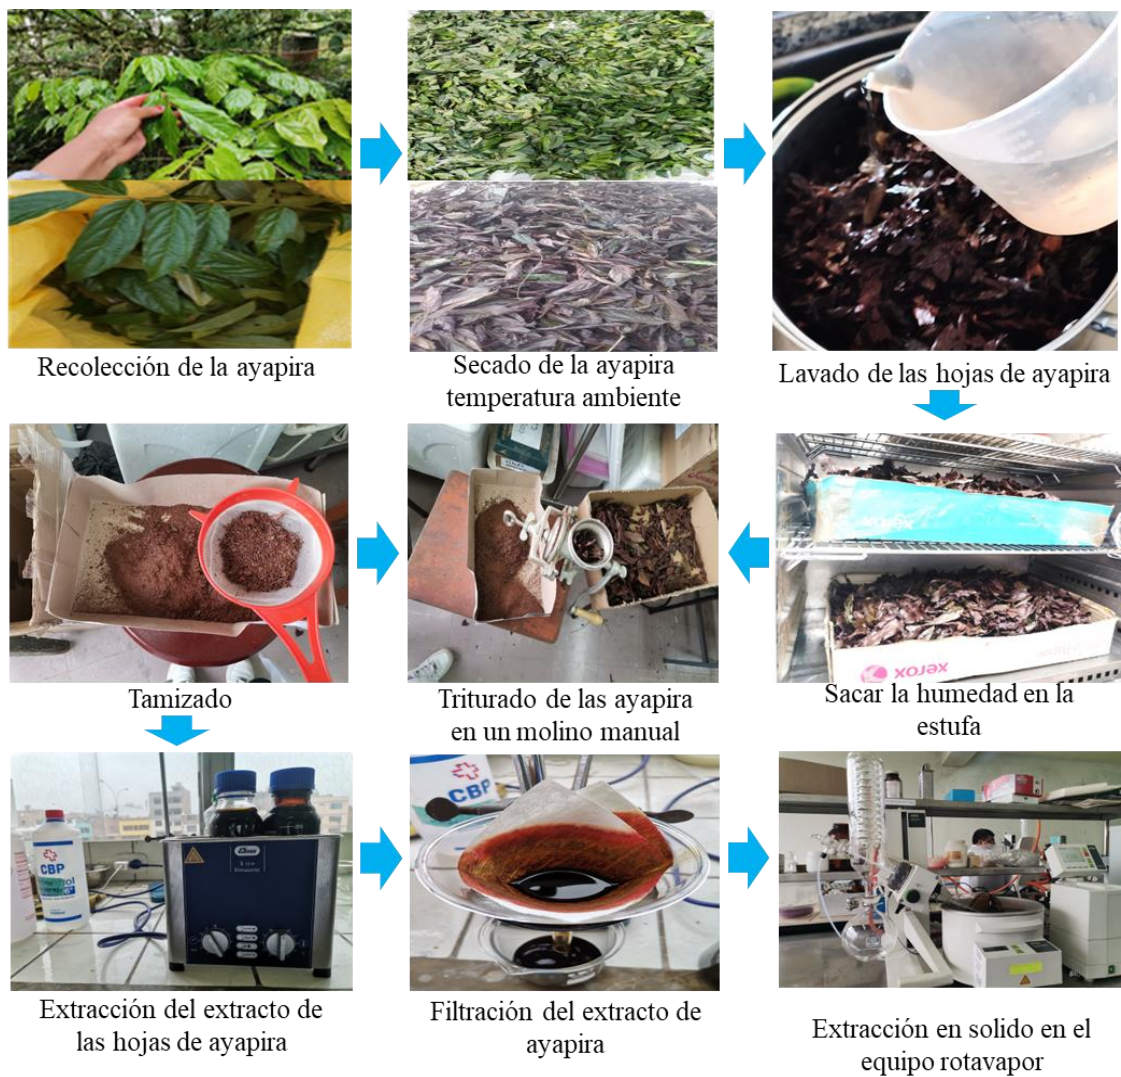 Recolección de la ayapira
Secado de la ayapira
temperatura ambiente
Lavado de las hojas de ayapira
xerox
xerox
Tamizado
Triturado de las ayapira
en un molino manual
Sacar la humedad en la
estufa
CBP
CBP
Extracción del extracto de
las hojas de ayapira
Filtración del extracto de
ayapira
Extracción en solido en el
equipo rotavapor